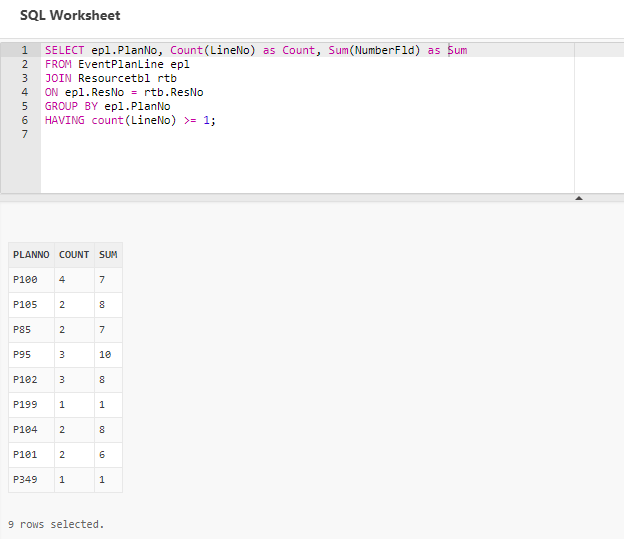 SQL Worksheet
1 SELECT epl.PlanNo, Count(LineNo) as Count, Sum(NumberFld) as Sum
2 FROM EventPlanLine epl
3 JOIN Resourcetbl rtb
4 ON epl.ResNo = rtb.ResNo
5 GROUP BY epl.PlanNo
6 HAVING count(LineNo) >= 1;
7
PLANNO COUNT SUM
P100 4 7
P105 2 8
P85 2 7
P95 3 10
P102 3 8
P199 1 1
P104 2 8
P101 2 6
P349 1 1
9 rows selected.